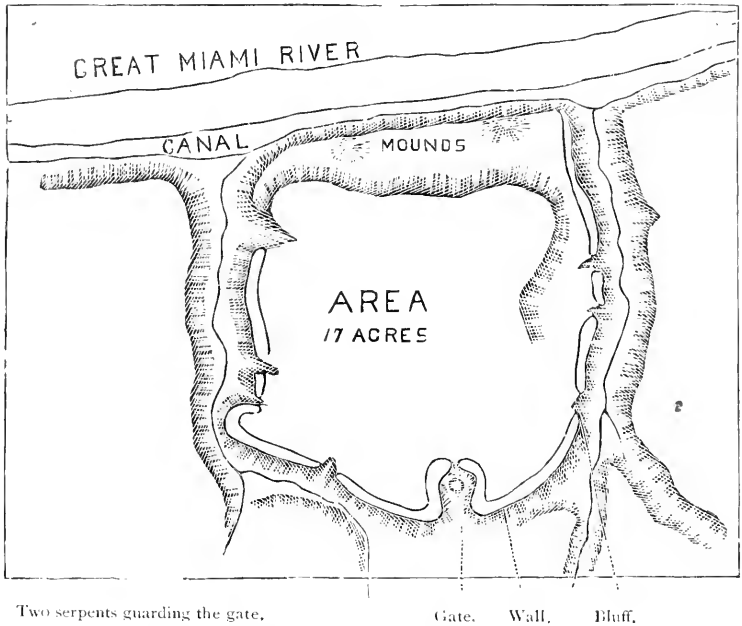 GREAT MIAMI RIVER
CANAL
MOUNDS
AREA
17 ACRES
Two serpents guarding the gate, Gate, Wall, Bluff,